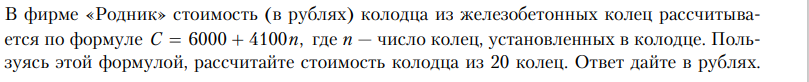 В фирме «Родник» стоимость (в рублях) колодца из железобетонных колец рассчитыва-
ется по формуле C = 6000 + 4100n, где n — число колец, установленных в колодце. Поль-
зуясь этой формулой, рассчитайте стоимость колодца из 20 колец. Ответ дайте в рублях.